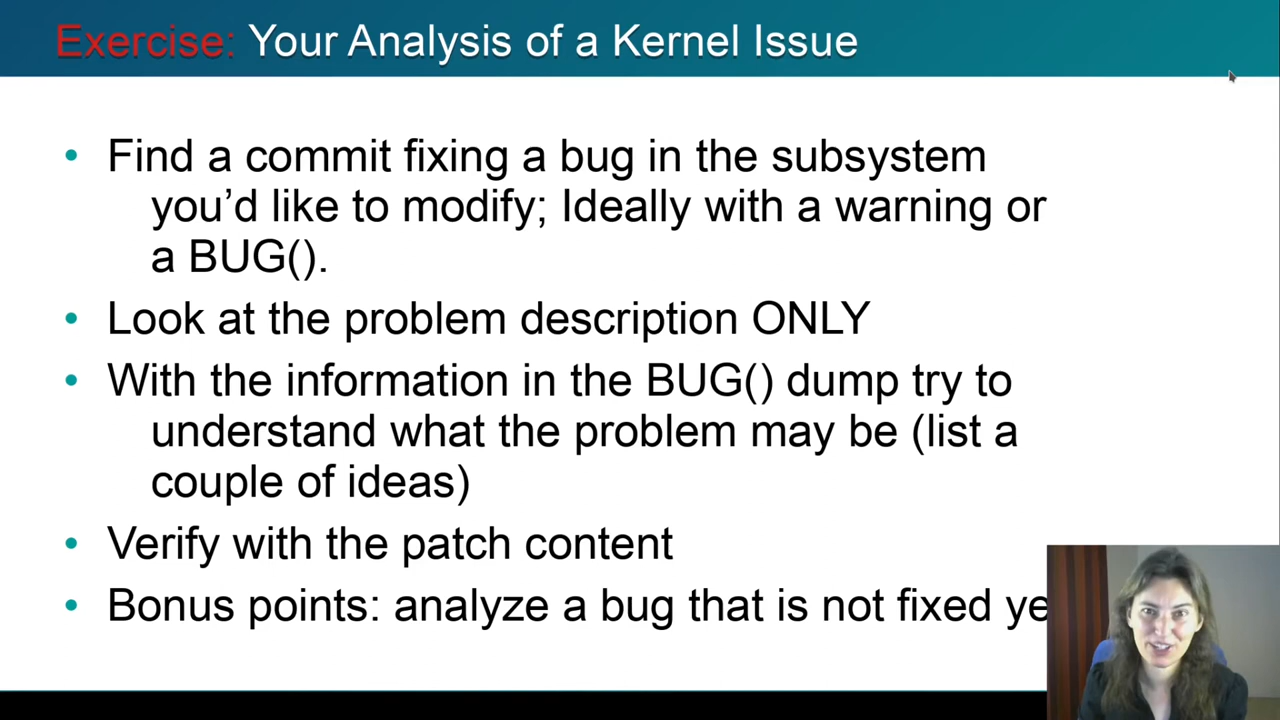 Exercise: Your Analysis of a Kernel Issue
• Find a commit fixing a bug in the subsystem
you’d like to modify; Ideally with a warning or
a BUG().
• Look at the problem description ONLY
• With the information in the BUG() dump try to
understand what the problem may be (list a
couple of ideas)
• Verify with the patch content
• Bonus points: analyze a bug that is not fixed ye